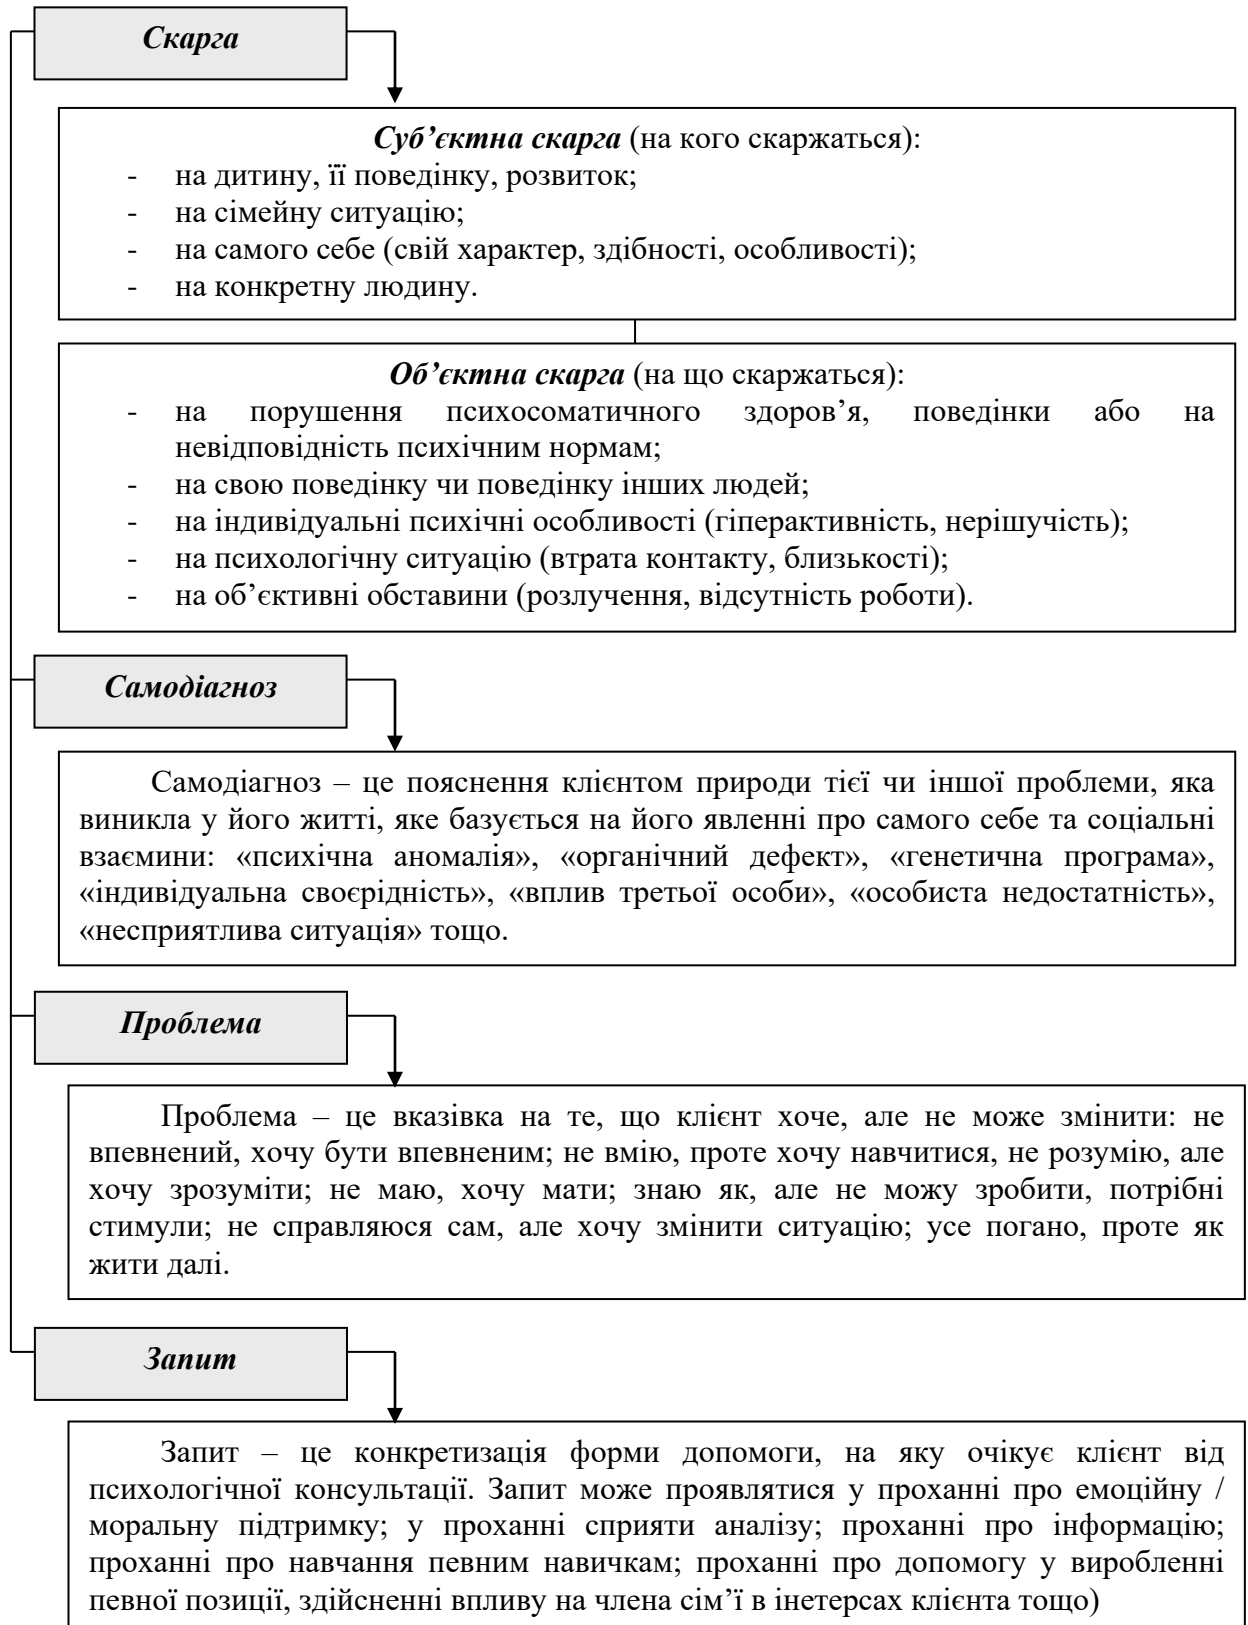 Скарга
Суб’єктна скарга (на кого скаржаться):
- на дитину, її поведінку, розвиток;
- на сімейну ситуацію;
- на самого себе (свій характер, здібності, особливості);
- на конкретну людину.
Об’єктна скарга (на що скаржаться):
- на порушення психосоматичного здоров’я, поведінки або на
невідповідність психічним нормам;
- на свою поведінку чи поведінку інших людей;
- на індивідуальні психічні особливості (гіперактивність, нерішучість);
- на психологічну ситуацію (втрата контакту, близькості);
- на об’єктивні обставини (розлучення, відсутність роботи).
Самодіагноз
Самодіагноз – це пояснення клієнтом природи тієї чи іншої проблеми, яка
виникла у його житті, яке базується на його явленні про самого себе та соціальні
взаємини: «психічна аномалія», «органічний дефект», «генетична програма»,
«індивідуальна своєрідність», «вплив третьої особи», «особиста недостатність»,
«несприятлива ситуація» тощо.
Проблема
Проблема – це вказівка на те, що клієнт хоче, але не може змінити: не
впевнений, хочу бути впевненим; не вмію, проте хочу навчитися, не розумію, але
хочу зрозуміти; не маю, хочу мати; знаю як, але не можу зробити, потрібні
стимули; не справляюся сам, але хочу змінити ситуацію; усе погано, проте як
жити далі.
Запит
Запит – це конкретизація форми допомоги, на яку очікує клієнт від
психологічної консультації. Запит може проявлятися у проханні про емоційну /
моральну підтримку; у проханні сприяти аналізу; проханні про інформацію;
проханні про навчання певним навичкам; проханні про допомогу у виробленні
певної позиції, здійсненні впливу на члена сім’ї в інетерсах клієнта тощо)